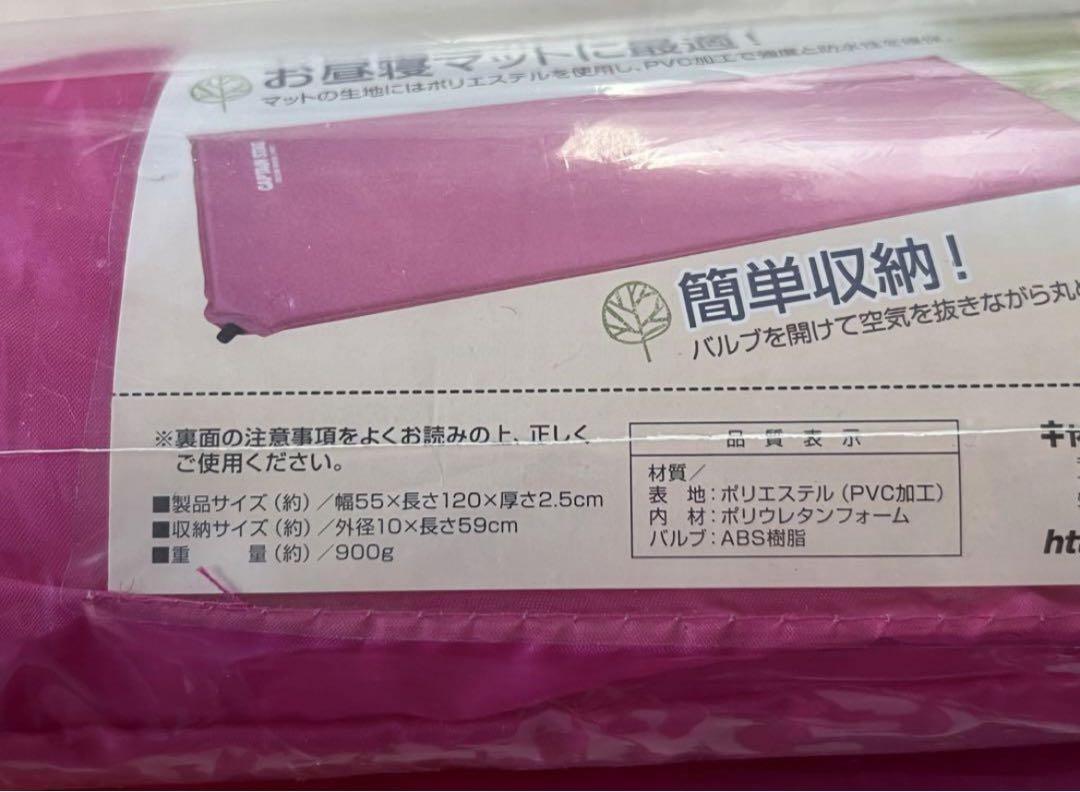 お昼寝マットに最適!
マットの生地にはポリエステルを使用し、PVC加工で強度と防水性を確保。
CAPTAIN STAG
簡単収納!
バルブを開けて空気を抜きながら丸
※裏面の注意事項をよくお読みの上、正しく
ご使用ください。
■製品サイズ(約)/幅55×長さ120×厚さ2.5cm
■収納サイズ(約)/外径10×長さ59cm
■重 量(約)/900g
品質表示
材質/
表 地:ポリエステル(PVC加工)
内 材:ポリウレタンフォーム
バルブ:ABS樹脂
キ
ht